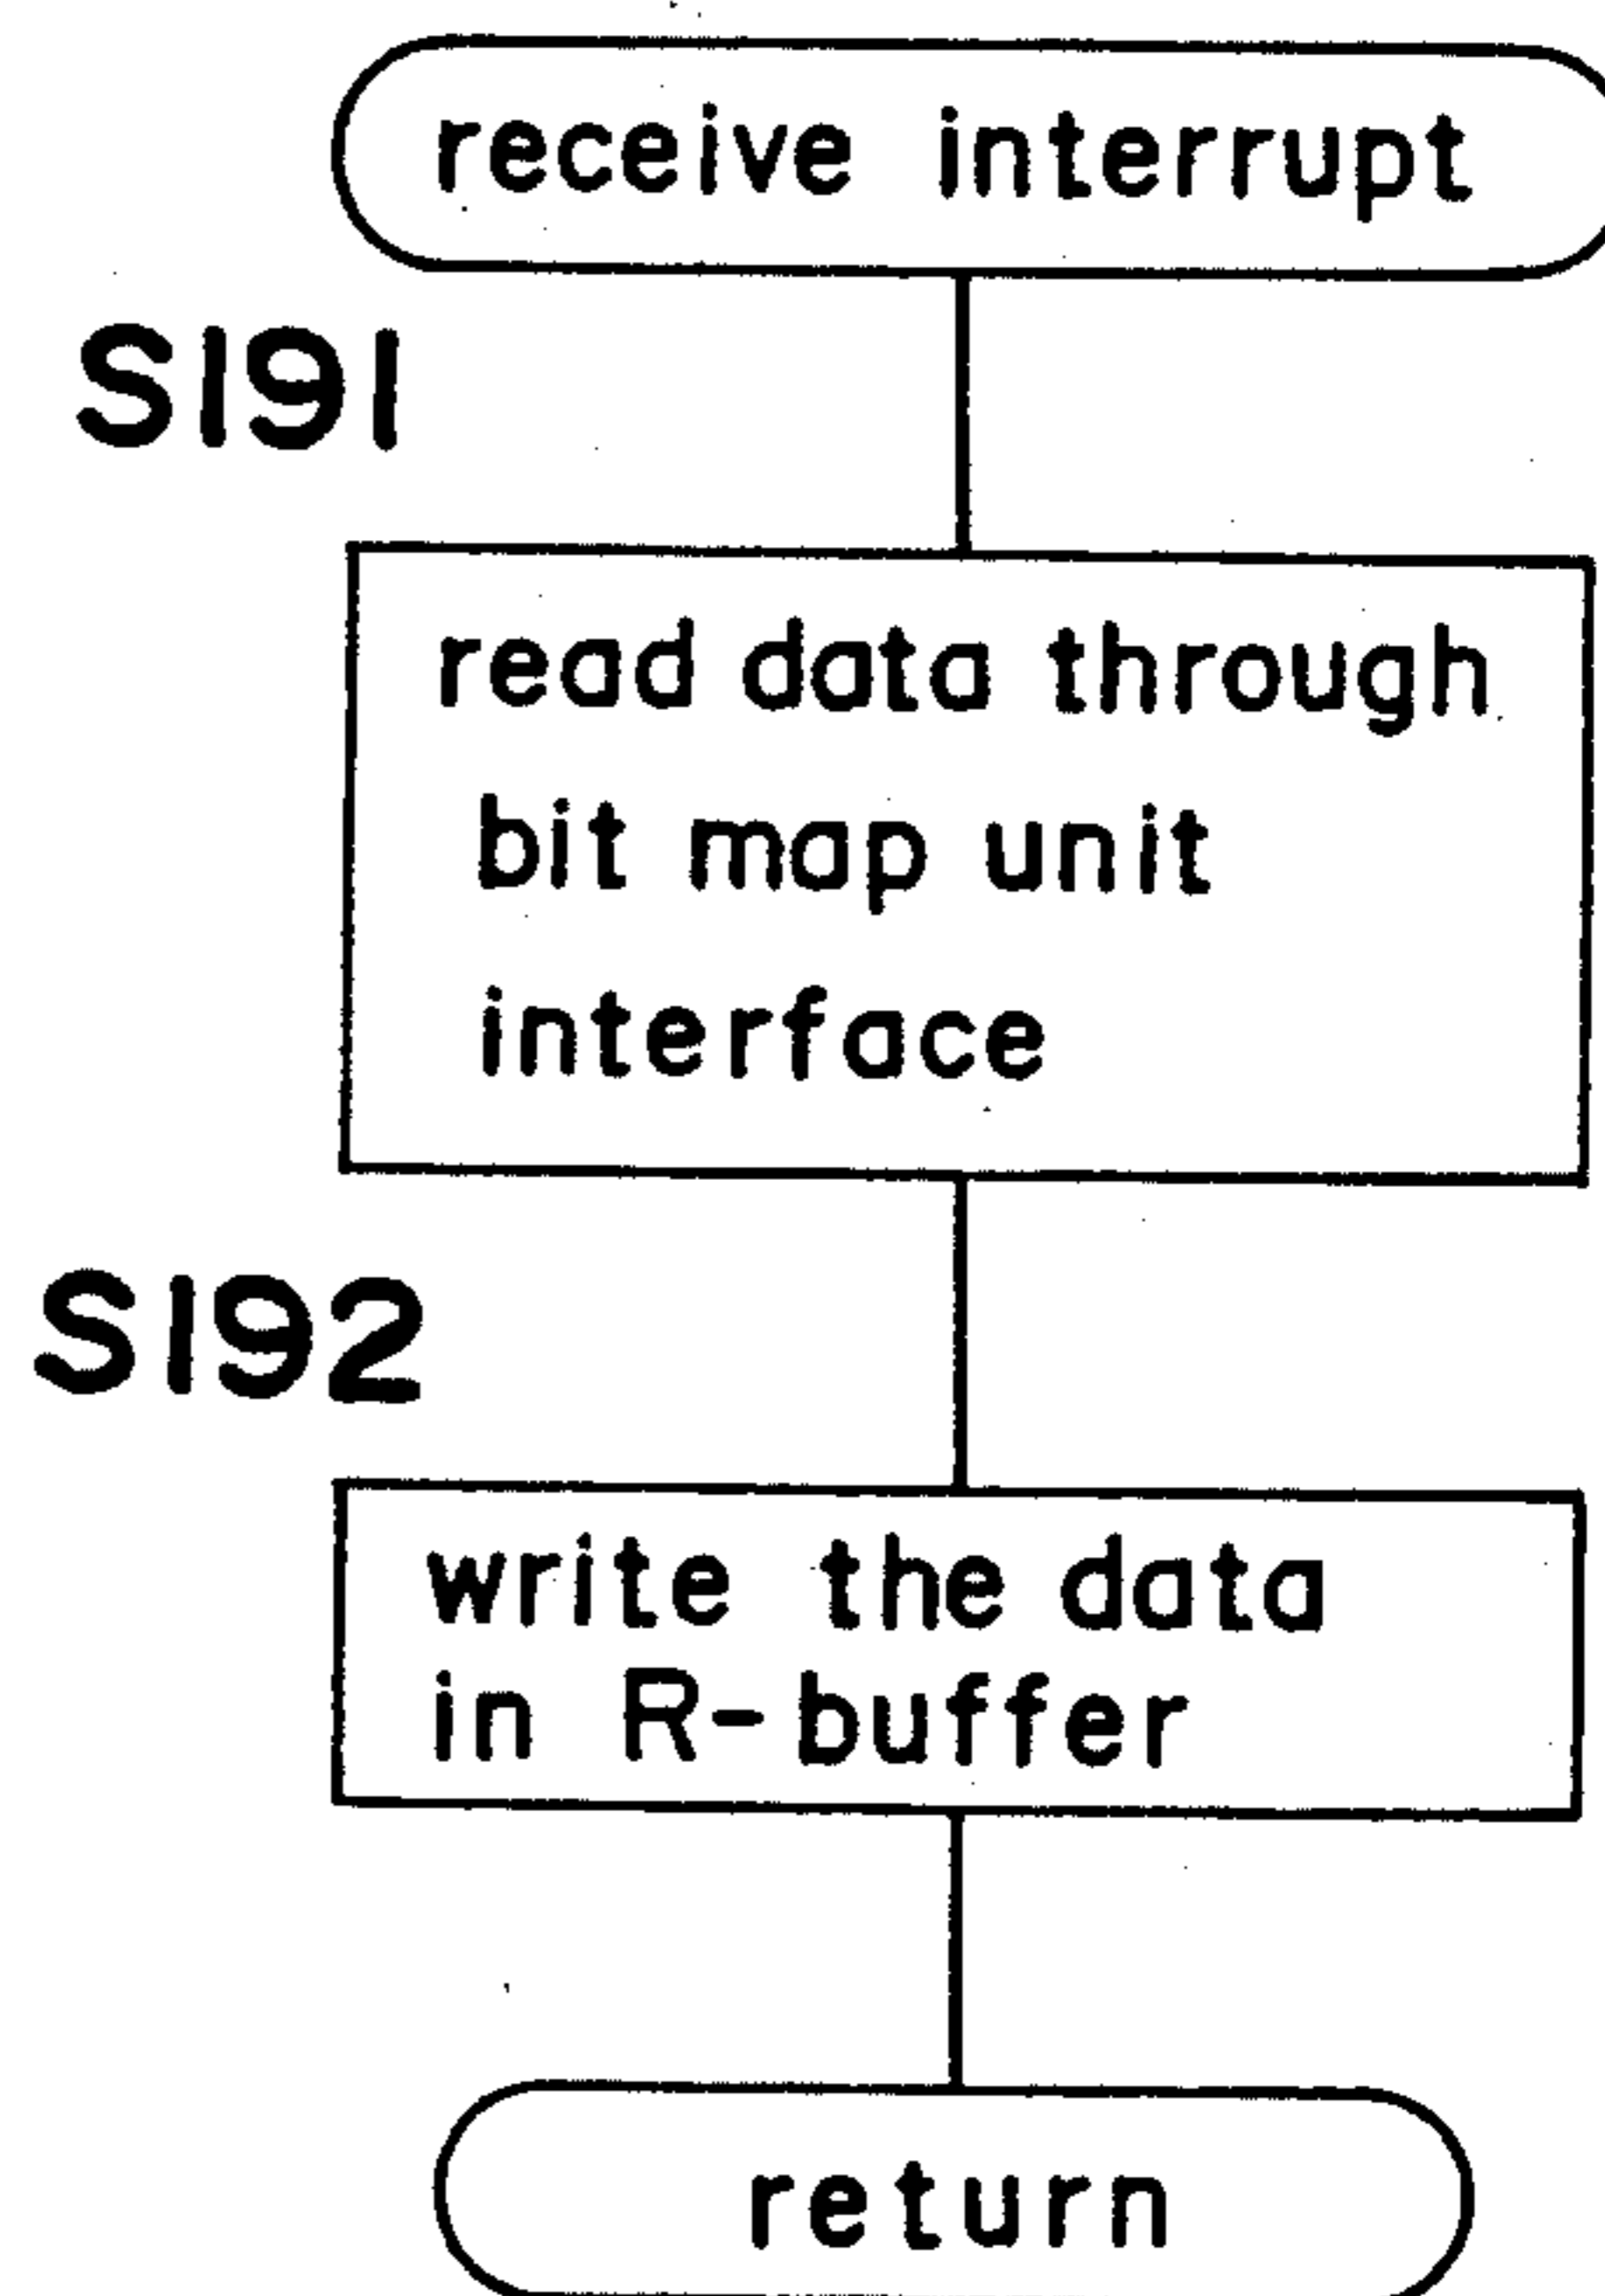 receive interrupt
S191
read data through
bit map unit
interface
S192
write the data
in R-buffer
return